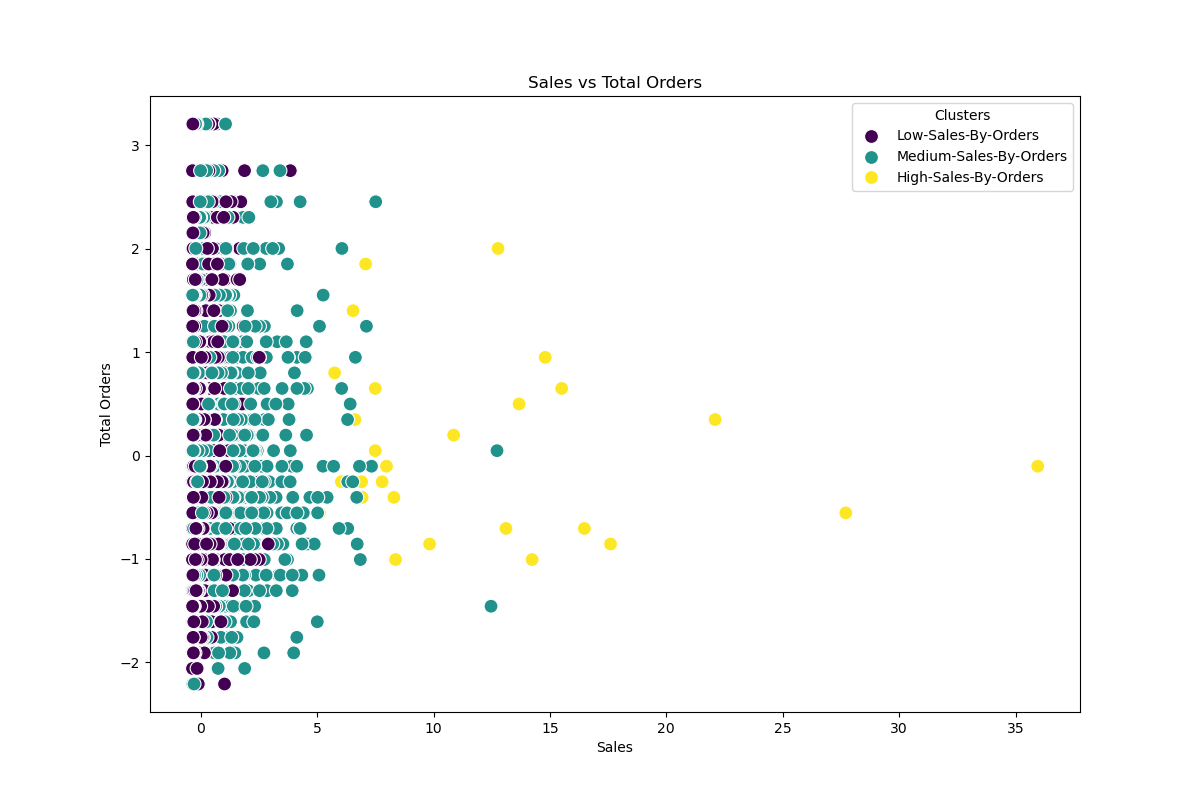 Sales vs Total Orders
Clusters
Low-Sales-By-Orders
Medium-Sales-By-Orders
High-Sales-By-Orders
Total Orders
3
2
1
0
−1
−2
0 5 10 15 20 25 30 35
Sales